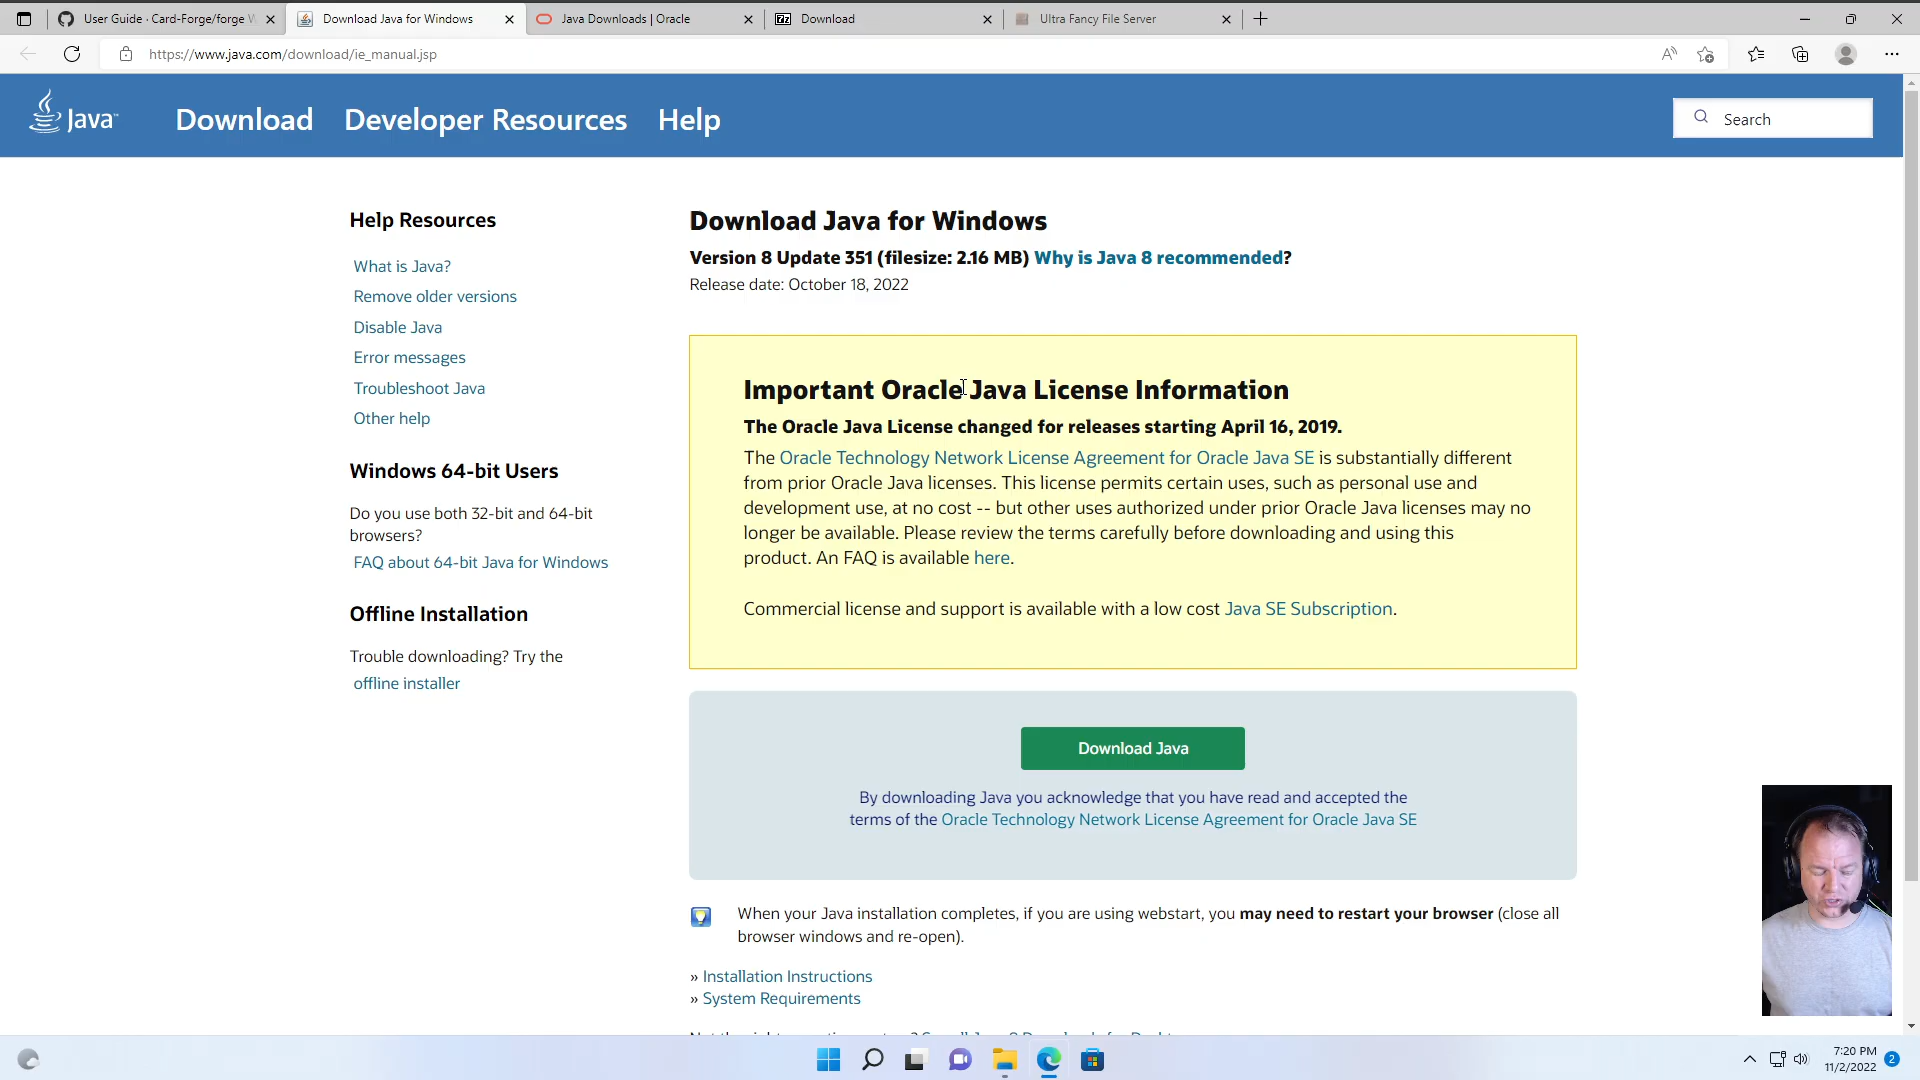 User Guide · Card-Forge/forge W
Download Java for Windows
Java Downloads | Oracle
7z Download
Ultra Fancy File Server
https://www.java.com/download/ie_manual.jsp
Java™ Download Developer Resources Help
Search
Help Resources
What is Java?
Remove older versions
Disable Java
Error messages
Troubleshoot Java
Other help
Windows 64-bit Users
Do you use both 32-bit and 64-bit
browsers?
FAQ about 64-bit Java for Windows
Offline Installation
Trouble downloading? Try the
offline installer
Download Java for Windows
Version 8 Update 351 (filesize: 2.16 MB) Why is Java 8 recommended?
Release date: October 18, 2022
Important Oracle Java License Information
The Oracle Java License changed for releases starting April 16, 2019.
The Oracle Technology Network License Agreement for Oracle Java SE is substantially different
from prior Oracle Java licenses. This license permits certain uses, such as personal use and
development use, at no cost -- but other uses authorized under prior Oracle Java licenses may no
longer be available. Please review the terms carefully before downloading and using this
product. An FAQ is available here.
Commercial license and support is available with a low cost Java SE Subscription.
Download Java
By downloading Java you acknowledge that you have read and accepted the
terms of the Oracle Technology Network License Agreement for Oracle Java SE
When your Java installation completes, if you are using webstart, you may need to restart your browser (close all
browser windows and re-open).
» Installation Instructions
» System Requirements
7:20 PM
11/2/2022
2